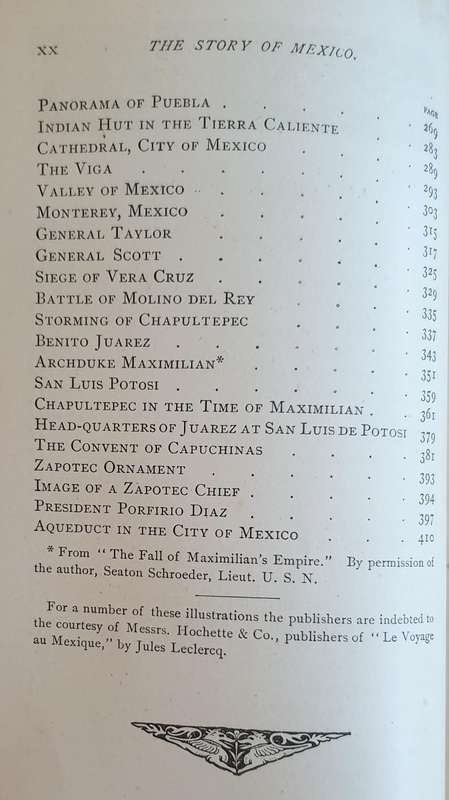 xx THE STORY OF MEXICO.
PAGE
PANORAMA OF PUEBLA . . . . . 269
INDIAN HUT IN THE TIERRA CALIENTE . . 283
CATHEDRAL, CITY OF MEXICO . . . . 289
THE VIGA . . . . . . . 293
VALLEY OF MEXICO . . . . . 303
MONTEREY, MEXICO . . . . . 315
GENERAL TAYLOR . . . . . 317
GENERAL SCOTT . . . . . . 325
SIEGE OF VERA CRUZ . . . . . 329
BATTLE OF MOLINO DEL REY . . . . 335
STORMING OF CHAPULTEPEC . . . . 337
BENITO JUAREZ . . . . . . 343
ARCHDUKE MAXIMILIAN* . . . . . 351
SAN LUIS POTOSI . . . . . . 359
CHAPULTEPEC IN THE TIME OF MAXIMILIAN . . 361
HEAD-QUARTERS OF JUAREZ AT SAN LUIS DE POTOSI 379
THE CONVENT OF CAPUCHINAS . . . . 381
ZAPOTEC ORNAMENT . . . . . 393
IMAGE OF A ZAPOTEC CHIEF . . . . . 394
PRESIDENT PORFIRIO DIAZ . . . . . 397
AQUEDUCT IN THE CITY OF MEXICO . . . 410
* From "The Fall of Maximilian's Empire." By permission of
the author, Seaton Schroeder, Lieut. U. S. N.
For a number of these illustrations the publishers are indebted to
the courtesy of Messrs. Hochette & Co., publishers of "Le Voyage
au Mexique," by Jules Leclercq.